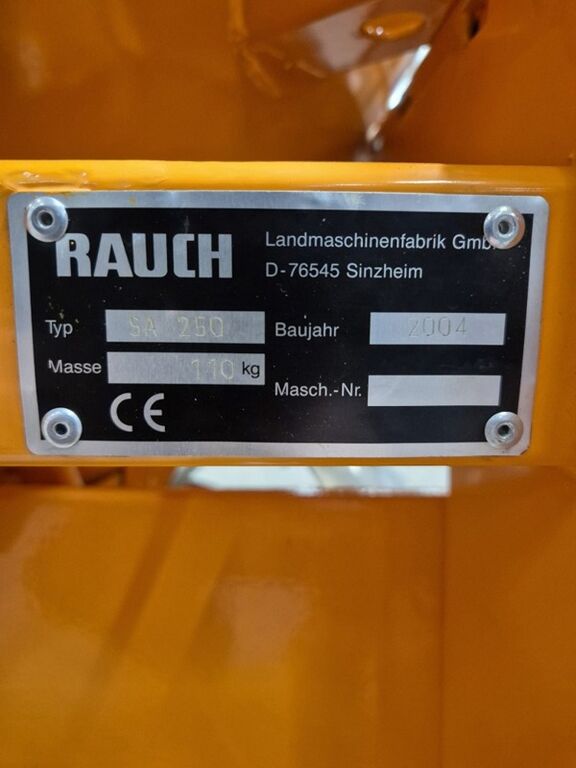 RAUCH
Landmaschinenfabrik GmbH
D-76545 Sinzheim
Typ SA 250 Baujahr 2004
Masse 110 kg
Masch.-Nr.
CE